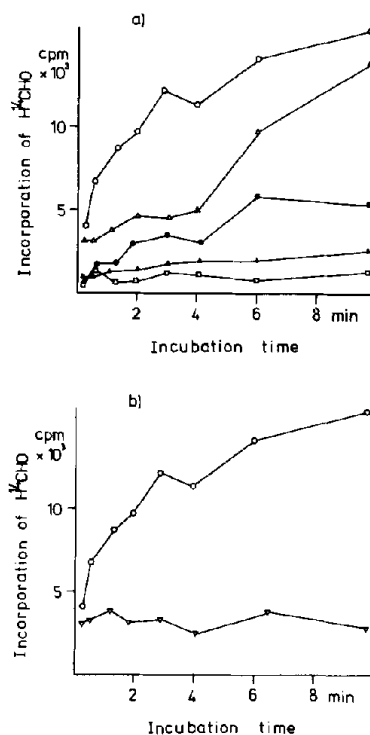 a)
cpm
× 10³
Incorporation of H¹⁴CHO
10
5
2 4 6 8 min
Incubation time
b)
cpm
× 10³
Incorporation of H¹⁴CHO
10
5
2 4 6 8 min
Incubation time